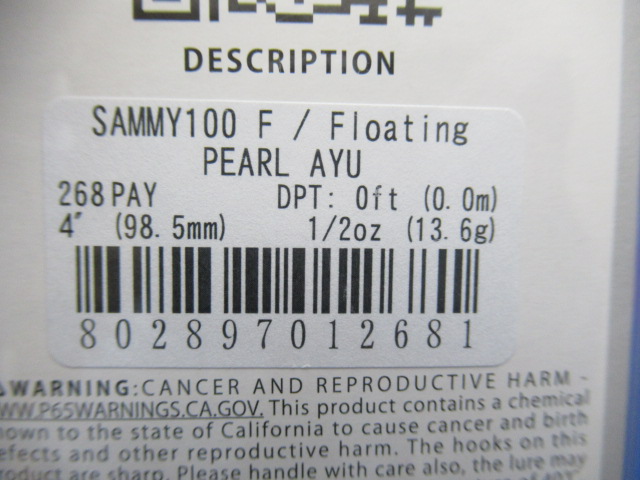 DESCRIPTION
SAMMY100 F / Floating
PEARL AYU
268PAY DPT: 0ft (0.0m)
4" (98.5mm) 1/2oz (13.6g)
802897012681
WARNING: CANCER AND REPRODUCTIVE HARM -
WWW.P65WARNINGS.CA.GOV. This product contains a chemical
to the state of California to cause cancer and birth
and other reproductive harm. The hooks on this
are sharp. Please handle with care also, the lure may